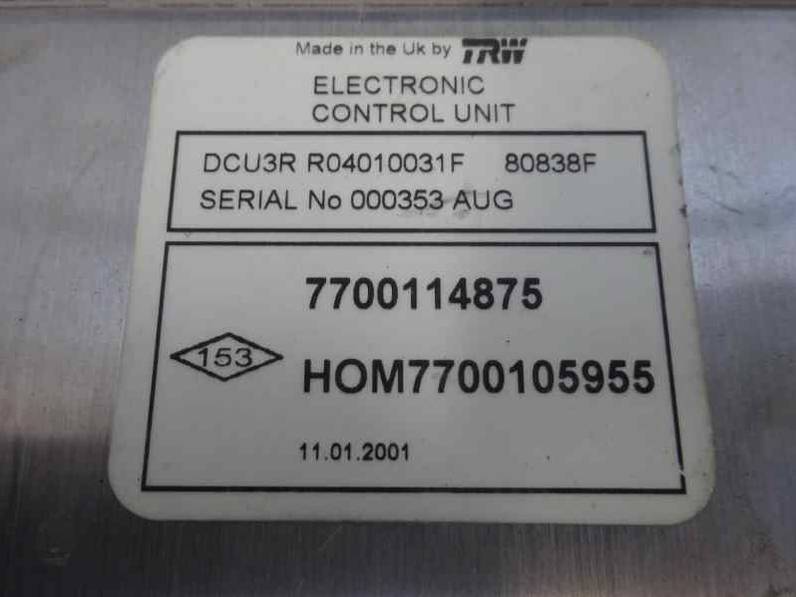 Made in the Uk by TRW
ELECTRONIC
CONTROL UNIT
DCU3R R04010031F 80838F
SERIAL No 000353 AUG
7700114875
153
HOM7700105955
11.01.2001